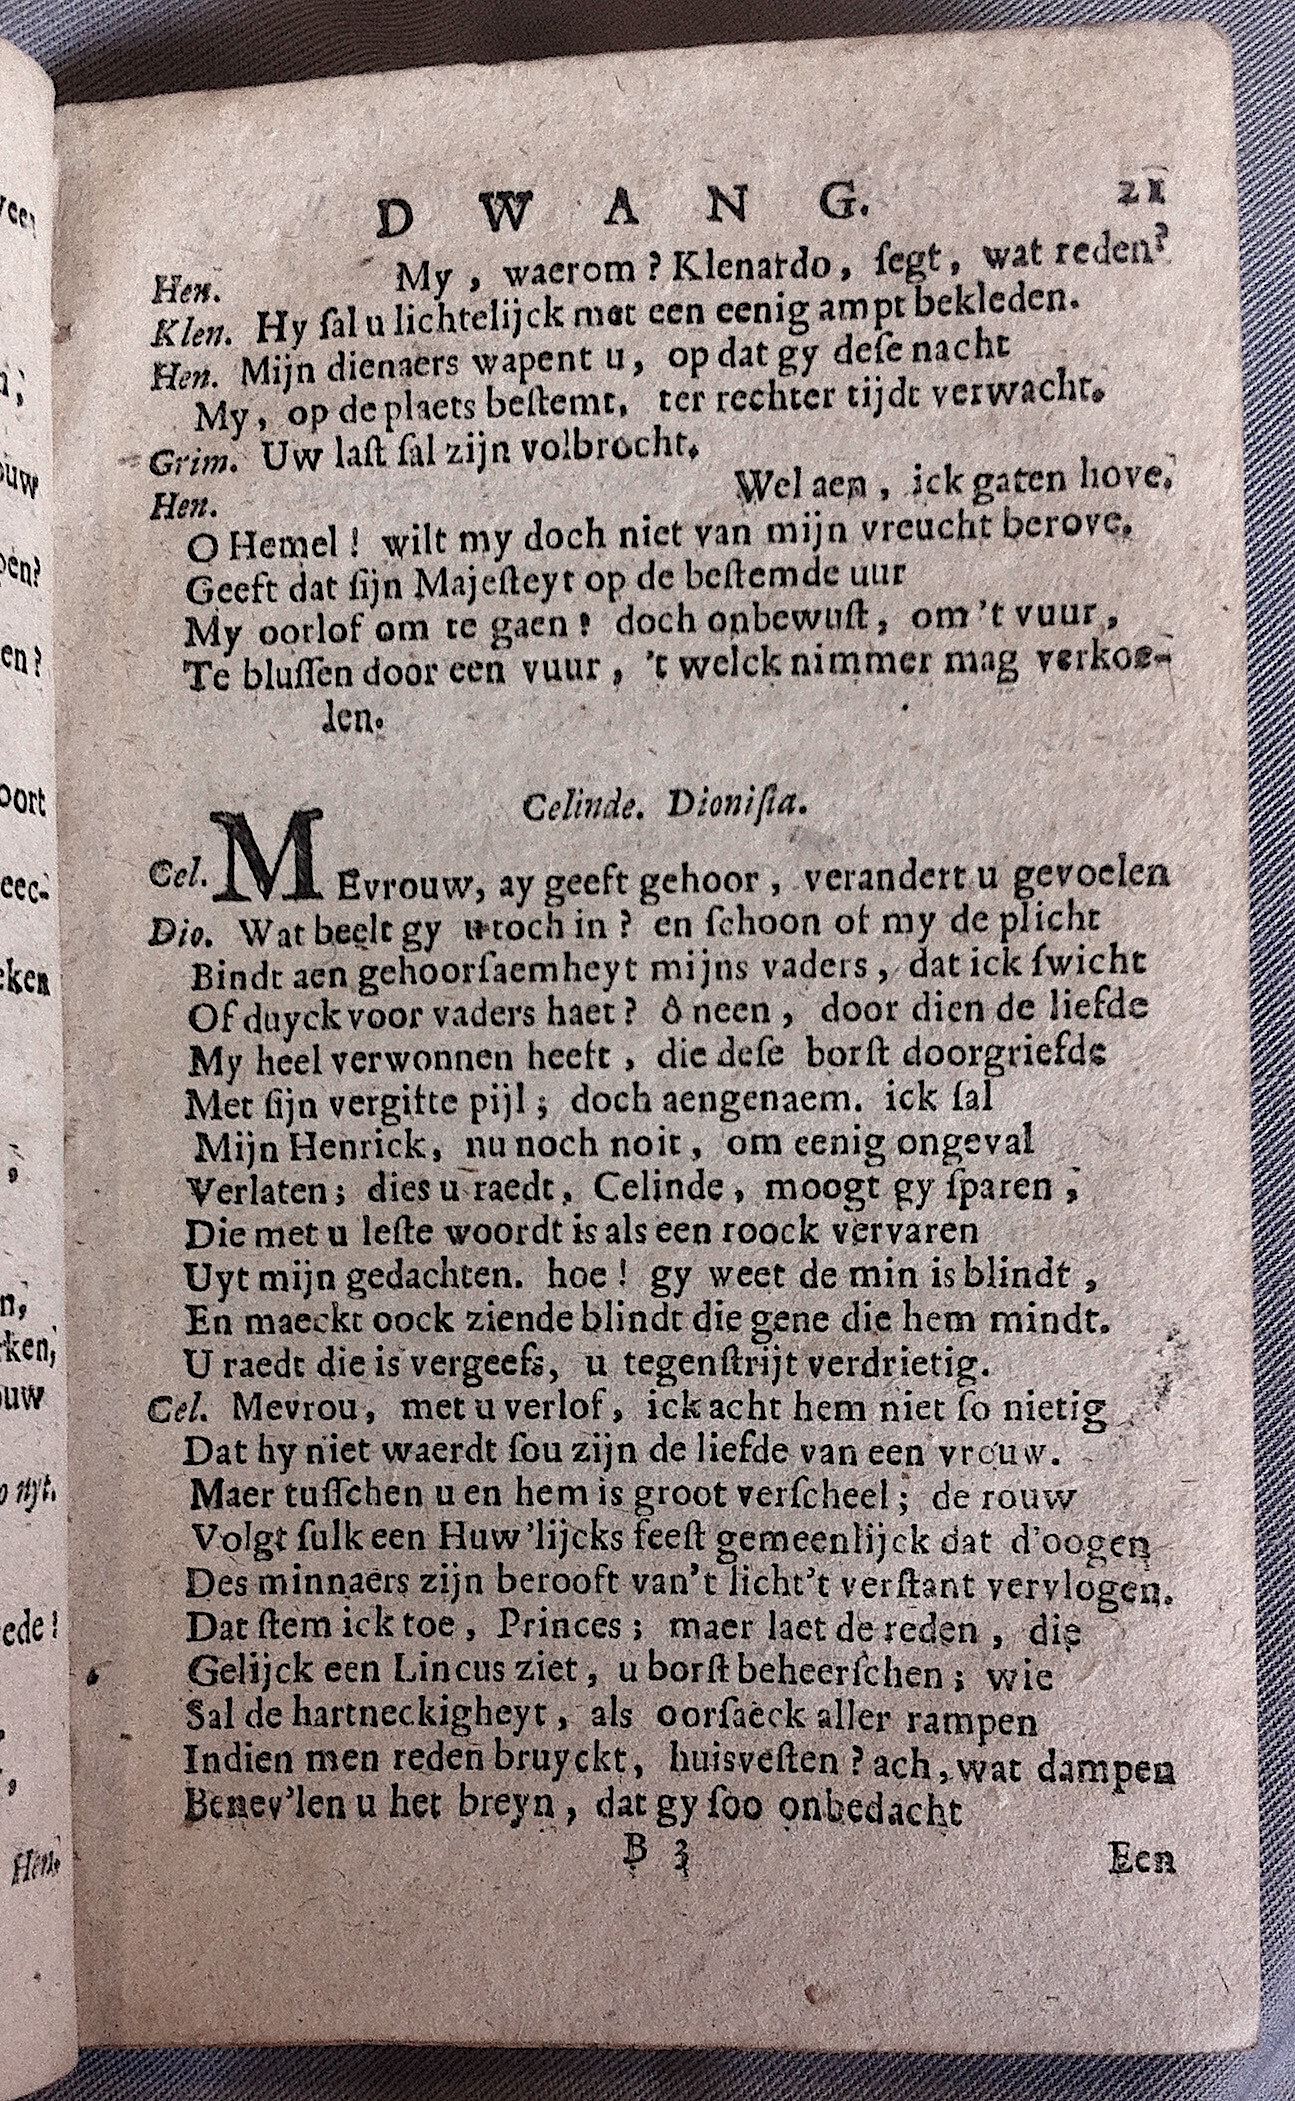 D W A N G. 21
Hen. My, waerom? Klenardo, ſegt, wat reden?
Klen. Hy ſal u lichtelijck met een eenig ampt bekleden.
Hen. Mijn dienaers wapent u, op dat gy deſe nacht
My, op de plaets beſtemt, ter rechter tijdt verwacht.
Grim. Uw laſt ſal zijn volbrocht.
Hen. Wel aen, ick ga ten hove.
O Hemel! wilt my doch niet van mijn vreucht berove.
Geeft dat ſijn Majeſteyt op de beſtemde uur
My oorlof om te gaen! doch onbewuſt, om 't vuur,
Te bluſſen door een vuur, 't welck nimmer mag verkoe-
len.
Celinde. Dioniſia.
Cel. MEvrouw, ay geeft gehoor, verandert u gevoelen
Dio. Wat beelt gy u toch in? en ſchoon of my de plicht
Bindt aen gehoorſaemheyt mijns vaders, dat ick ſwicht
Of duyck voor vaders haet? ô neen, door dien de liefde
My heel verwonnen heeft, die deſe borſt doorgriefde
Met ſijn vergifte pijl; doch aengenaem. ick ſal
Mijn Henrick, nu noch noit, om eenig ongeval
Verlaten; dies u raedt, Celinde, moogt gy ſparen;
Die met u leſte woordt is als een roock vervaren
Uyt mijn gedachten. hoe! gy weet de min is blindt,
En maeckt oock ziende blindt die gene die hem mindt.
U raedt die is vergeefs, u tegenſtrijt verdrietig.
Cel. Mevrou, met u verlof, ick acht hem niet ſo nietig
Dat hy niet waerdt ſou zijn de liefde van een vrouw.
Maer tuſſchen u en hem is groot verſcheel; de rouw
Volgt ſulk een Huw'lijcks feeſt gemeenlijck dat d'oogen
Des minnaers zijn berooft van 't licht 't verſtant vervlogen.
Dat ſtem ick toe, Princes; maer laet de reden, die
Gelijck een Lincus ziet, u borſt beheerſchen; wie
Sal de hartneckigheyt, als oorſaeck aller rampen
Indien men reden bruyckt, huisveſten? ach, wat dampen
Benev'len u het breyn, dat gy ſoo onbedacht
B 3 Een